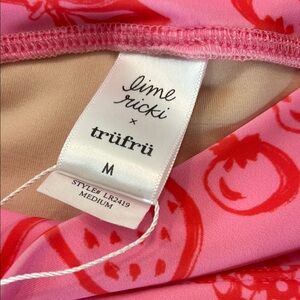 lime
ricki
×
trüfrü
M
STYLE# LR2419
MEDIUM